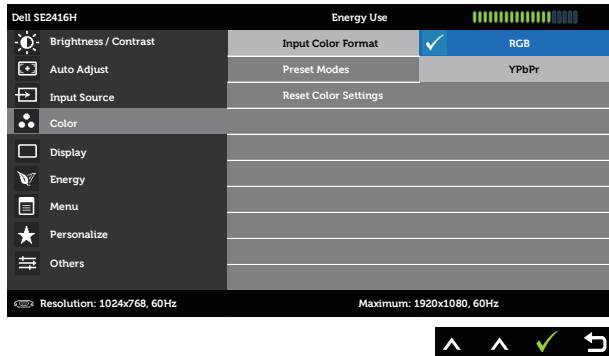 Dell SE2416H Energy Use
Brightness / Contrast Input Color Format RGB
Auto Adjust Preset Modes YPbPr
Input Source Reset Color Settings
Color
Display
Energy
Menu
Personalize
Others
Resolution: 1024x768, 60Hz Maximum: 1920x1080, 60Hz